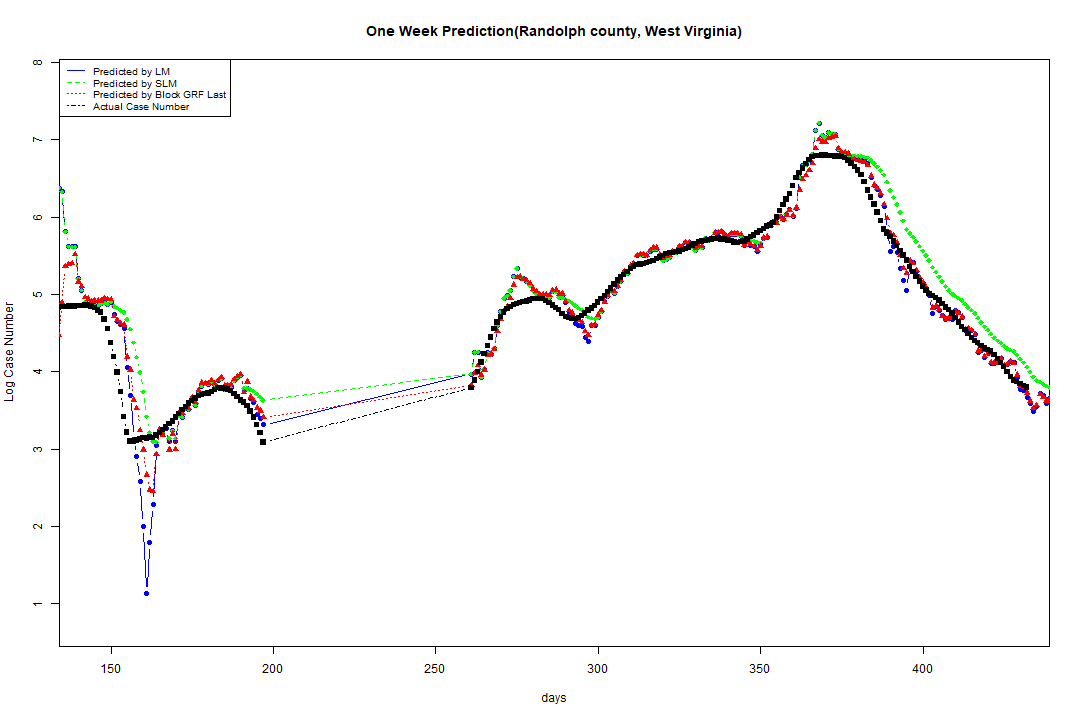 One Week Prediction(Randolph county, West Virginia)
Predicted by LM
Predicted by SLM
Predicted by Block GRF Last
Actual Case Number
8
7
6
5
4
3
2
1
Log Case Number
150 200 250 300 350 400
days